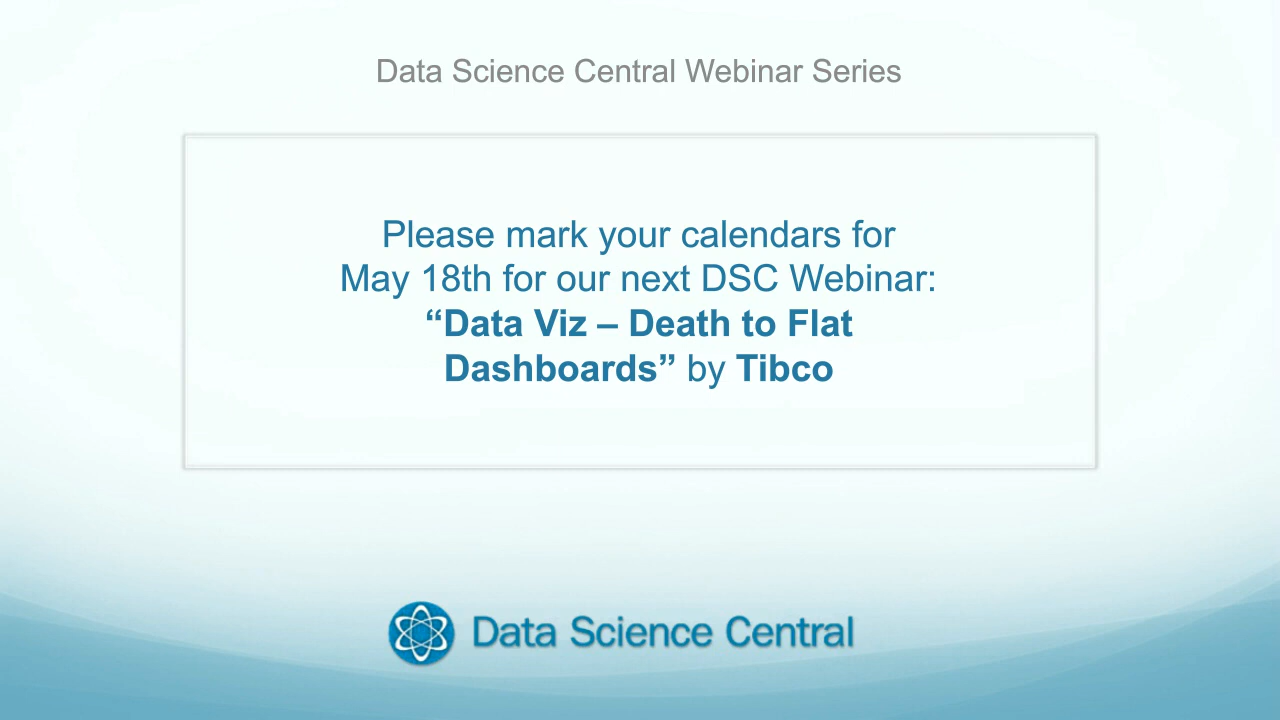 Data Science Central Webinar Series
Please mark your calendars for
May 18th for our next DSC Webinar:
“Data Viz – Death to Flat
Dashboards” by Tibco
Data Science Central